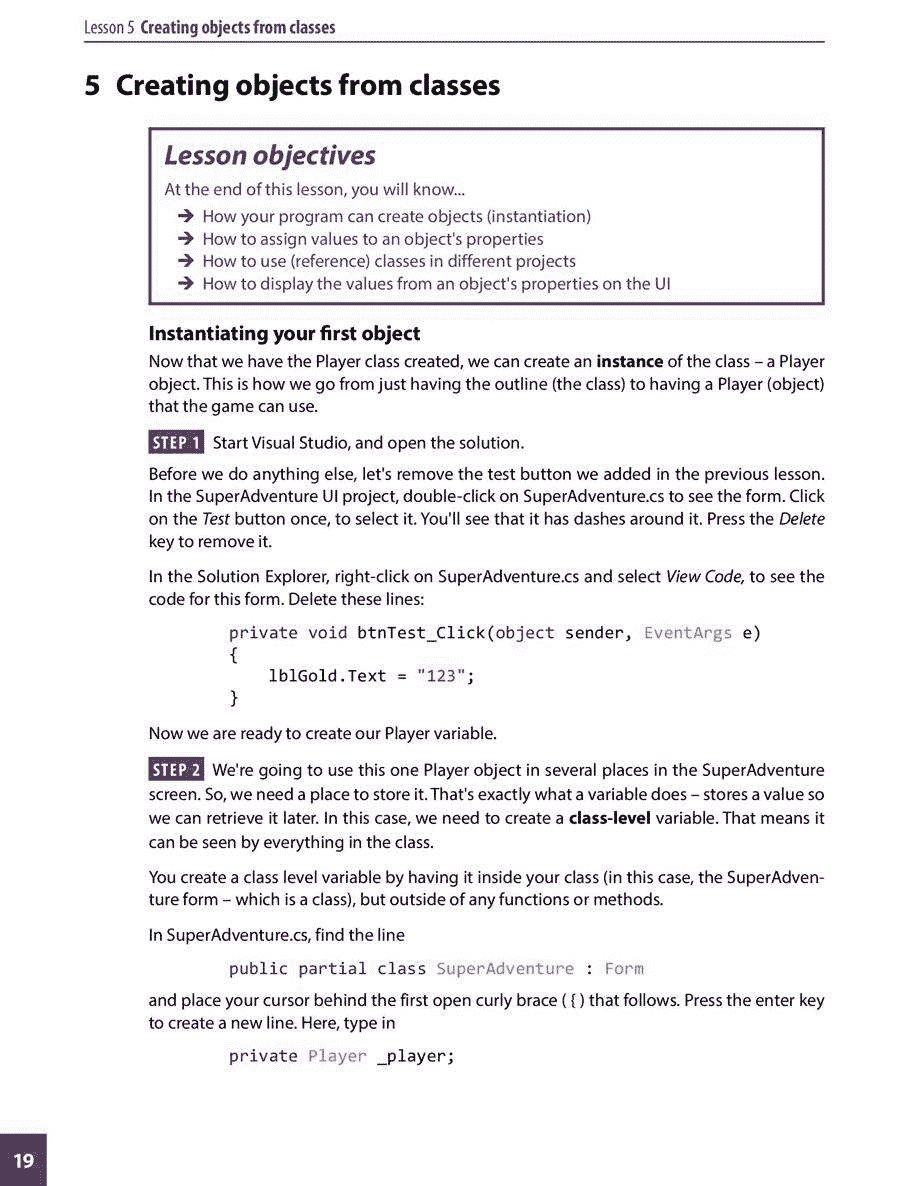 Lesson 5 Creating objects from classes
5 Creating objects from classes
Lesson objectives
At the end of this lesson, you will know...
➔ How your program can create objects (instantiation)
➔ How to assign values to an object's properties
➔ How to use (reference) classes in different projects
➔ How to display the values from an object's properties on the UI
Instantiating your first object
Now that we have the Player class created, we can create an instance of the class – a Player
object. This is how we go from just having the outline (the class) to having a Player (object)
that the game can use.
STEP 1 Start Visual Studio, and open the solution.
Before we do anything else, let's remove the test button we added in the previous lesson.
In the SuperAdventure UI project, double-click on SuperAdventure.cs to see the form. Click
on the Test button once, to select it. You'll see that it has dashes around it. Press the Delete
key to remove it.
In the Solution Explorer, right-click on SuperAdventure.cs and select View Code, to see the
code for this form. Delete these lines:
private void btnTest_Click(object sender, EventArgs e)
{
lblGold.Text = "123";
}
Now we are ready to create our Player variable.
STEP 2 We're going to use this one Player object in several places in the SuperAdventure
screen. So, we need a place to store it. That's exactly what a variable does – stores a value so
we can retrieve it later. In this case, we need to create a class-level variable. That means it
can be seen by everything in the class.
You create a class level variable by having it inside your class (in this case, the SuperAdven-
ture form – which is a class), but outside of any functions or methods.
In SuperAdventure.cs, find the line
public partial class SuperAdventure : Form
and place your cursor behind the first open curly brace ( { ) that follows. Press the enter key
to create a new line. Here, type in
private Player _player;
19